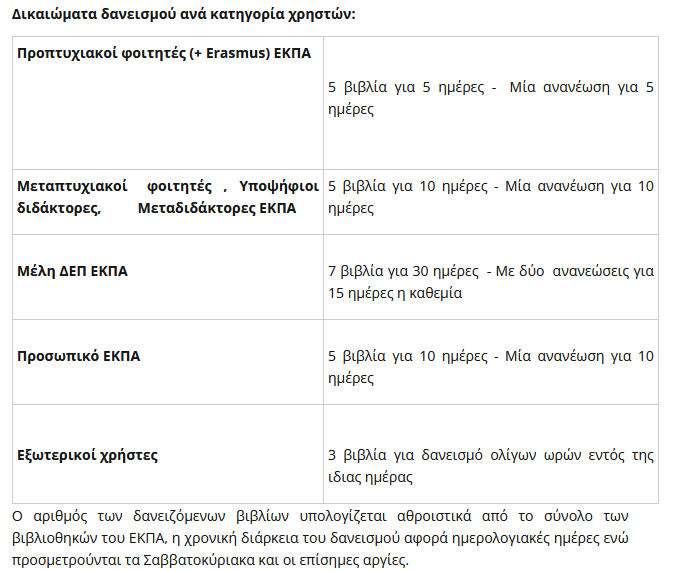 Δικαιώματα δανεισμού ανά κατηγορία χρηστών:
Προπτυχιακοί φοιτητές (+ Erasmus) ΕΚΠΑ
5 βιβλία για 5 ημέρες - Μία ανανέωση για 5
ημέρες
Μεταπτυχιακοί φοιτητές , Υποψήφιοι
διδάκτορες, Μεταδιδάκτορες ΕΚΠΑ
5 βιβλία για 10 ημέρες - Μία ανανέωση για 10
ημέρες
Μέλη ΔΕΠ ΕΚΠΑ
7 βιβλία για 30 ημέρες - Με δύο ανανεώσεις για
15 ημέρες η καθεμία
Προσωπικό ΕΚΠΑ
5 βιβλία για 10 ημέρες - Μία ανανέωση για 10
ημέρες
Εξωτερικοί χρήστες
3 βιβλία για δανεισμό ολίγων ωρών εντός της
ιδιας ημέρας
Ο αριθμός των δανειζόμενων βιβλίων υπολογίζεται αθροιστικά από το σύνολο των
βιβλιοθηκών του ΕΚΠΑ, η χρονική διάρκεια του δανεισμού αφορά ημερολογιακές ημέρες ενώ
προσμετρούνται τα Σαββατοκύριακα και οι επίσημες αργίες.